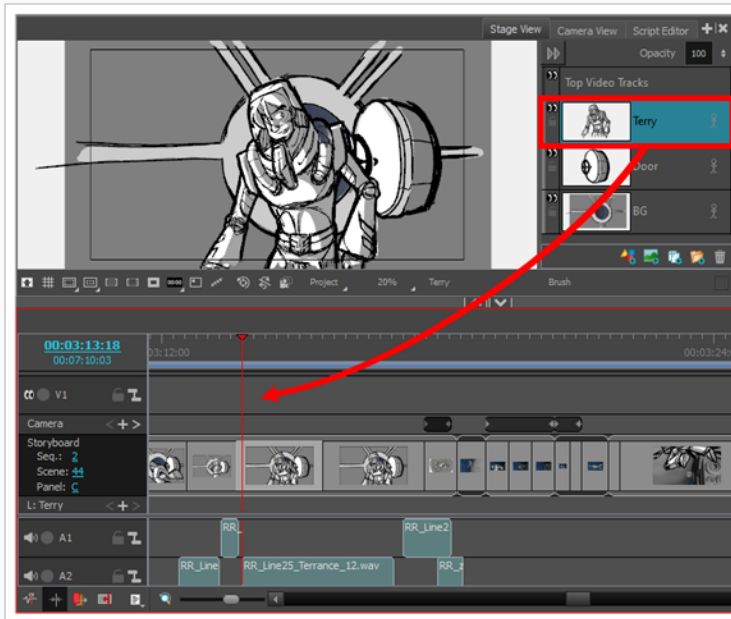 Stage View Camera View Script Editor
Opacity 100
Top Video Tracks
Terry
Door
BG
Project 20% Terry Brush
00:03:13:18
00:07:10:03
03:12:00 00:03:24:
V1
Camera
Storyboard
Seq.: 2
Scene: 44
Panel: C
L: Terry
A1 RR_ RR_Line2
A2 RR_Line RR_Line25_Terrance_12.wav RR_z